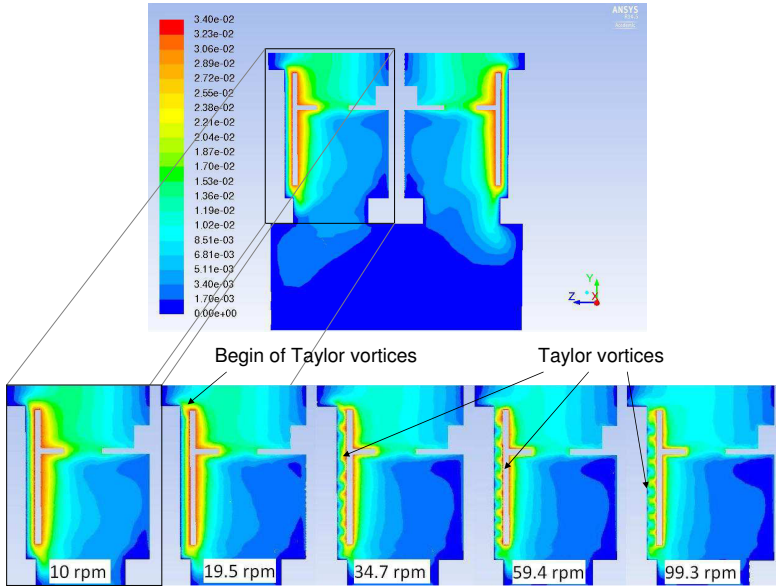 3.40e-02
3.23e-02
3.06e-02
2.89e-02
2.72e-02
2.55e-02
2.38e-02
2.21e-02
2.04e-02
1.87e-02
1.70e-02
1.53e-02
1.36e-02
1.19e-02
1.02e-02
8.51e-03
6.81e-03
5.11e-03
3.40e-03
1.70e-03
0.00e+00
ANSYS
Academic
Y
Z X
Begin of Taylor vortices
Taylor vortices
10 rpm
19.5 rpm
34.7 rpm
59.4 rpm
99.3 rpm